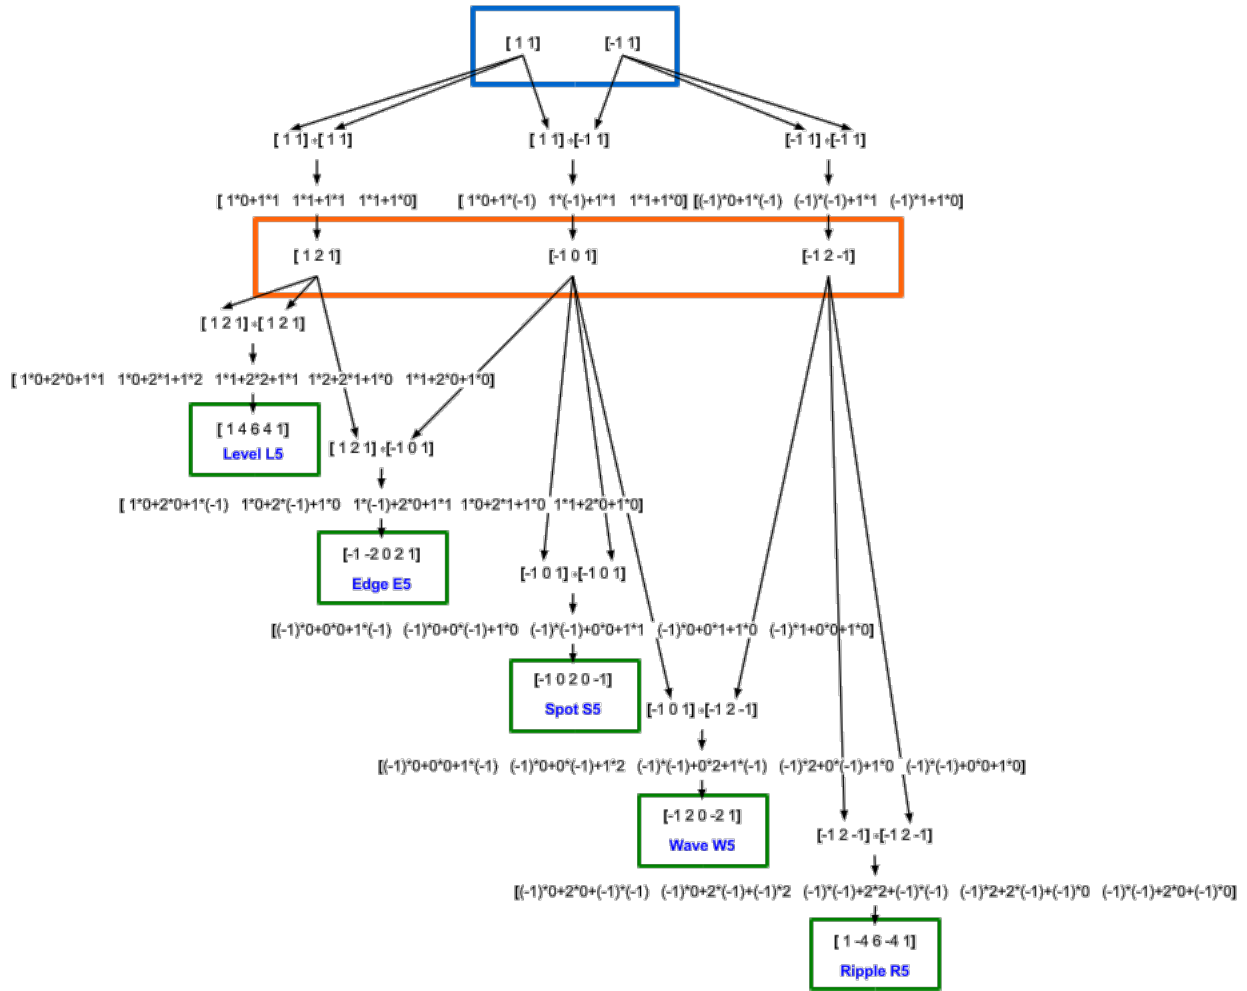 [ 1 1] [-1 1]
[ 1 1] ÷[ 1 1] [ 1 1] ÷[-1 1] [-1 1] ÷[-1 1]
[ 1*0+1*1 1*1+1*1 1*1+1*0] [ 1*0+1*(-1) 1*(-1)+1*1 1*1+1*0] [(-1)*0+1*(-1) (-1)*(-1)+1*1 (-1)*1+1*0]
[ 1 2 1] [-1 0 1] [-1 2 -1]
[ 1 2 1] ÷[ 1 2 1]
[ 1*0+2*0+1*1 1*0+2*1+1*2 1*1+2*2+1*1 1*2+2*1+1*0 1*1+2*0+1*0]
[ 1 4 6 4 1]
Level L5
[ 1 2 1] ÷[-1 0 1]
[ 1*0+2*0+1*(-1) 1*0+2*(-1)+1*0 1*(-1)+2*0+1*1 1*0+2*1+1*0 1*1+2*0+1*0]
[-1 -2 0 2 1]
Edge E5
[-1 0 1] ÷[-1 0 1]
[(-1)*0+0*0+1*(-1) (-1)*0+0*(-1)+1*0 (-1)*(-1)+0*0+1*1 (-1)*0+0*1+1*0 (-1)*1+0*0+1*0]
[-1 0 2 0 -1]
Spot S5
[-1 0 1] ÷[-1 2 -1]
[(-1)*0+0*0+1*(-1) (-1)*0+0*(-1)+1*2 (-1)*(-1)+0*2+1*(-1) (-1)*2+0*(-1)+1*0 (-1)*(-1)+0*0+1*0]
[-1 2 0 -2 1]
Wave W5
[-1 2 -1] ÷[-1 2 -1]
[(-1)*0+2*0+(-1)*(-1) (-1)*0+2*(-1)+(-1)*2 (-1)*(-1)+2*2+(-1)*(-1) (-1)*2+2*(-1)+(-1)*0 (-1)*(-1)+2*0+(-1)*0]
[ 1 -4 6 -4 1]
Ripple R5